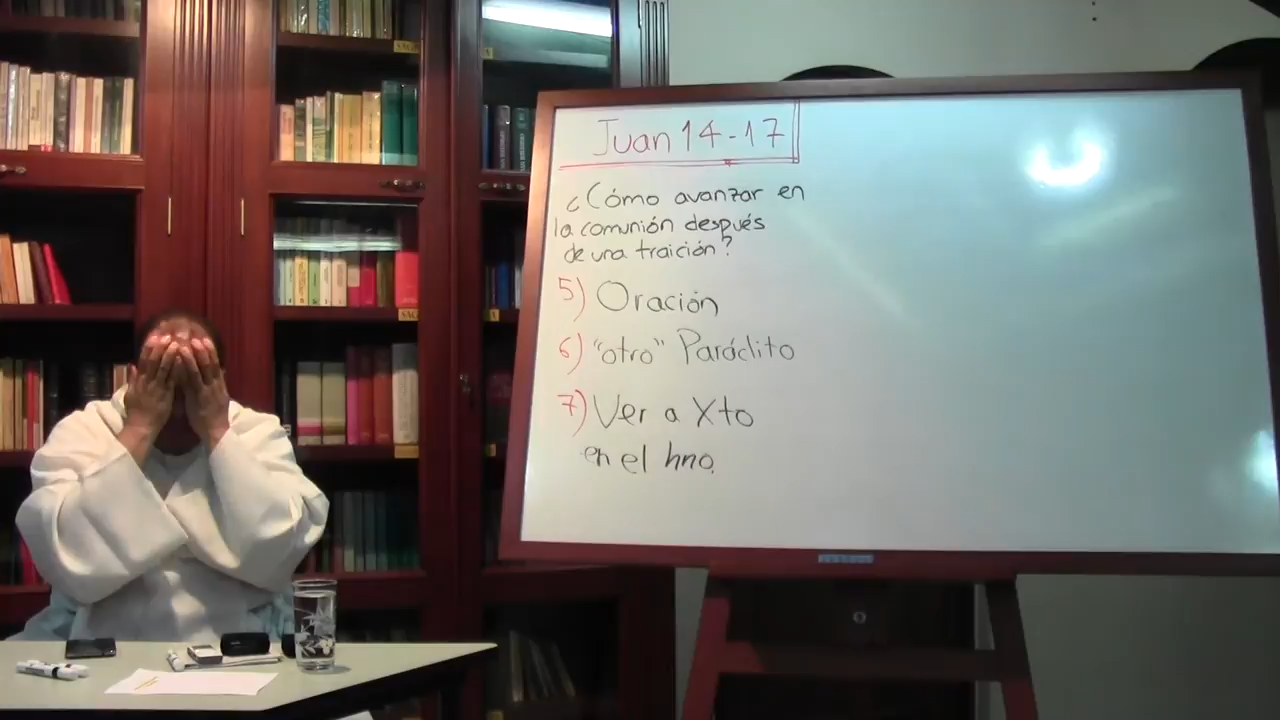 Juan 14-17
¿Cómo avanzar en
la comunión después
de una traición?
5) Oración
6) "otro" Paráclito
7) Ver a Xto
en el hno.